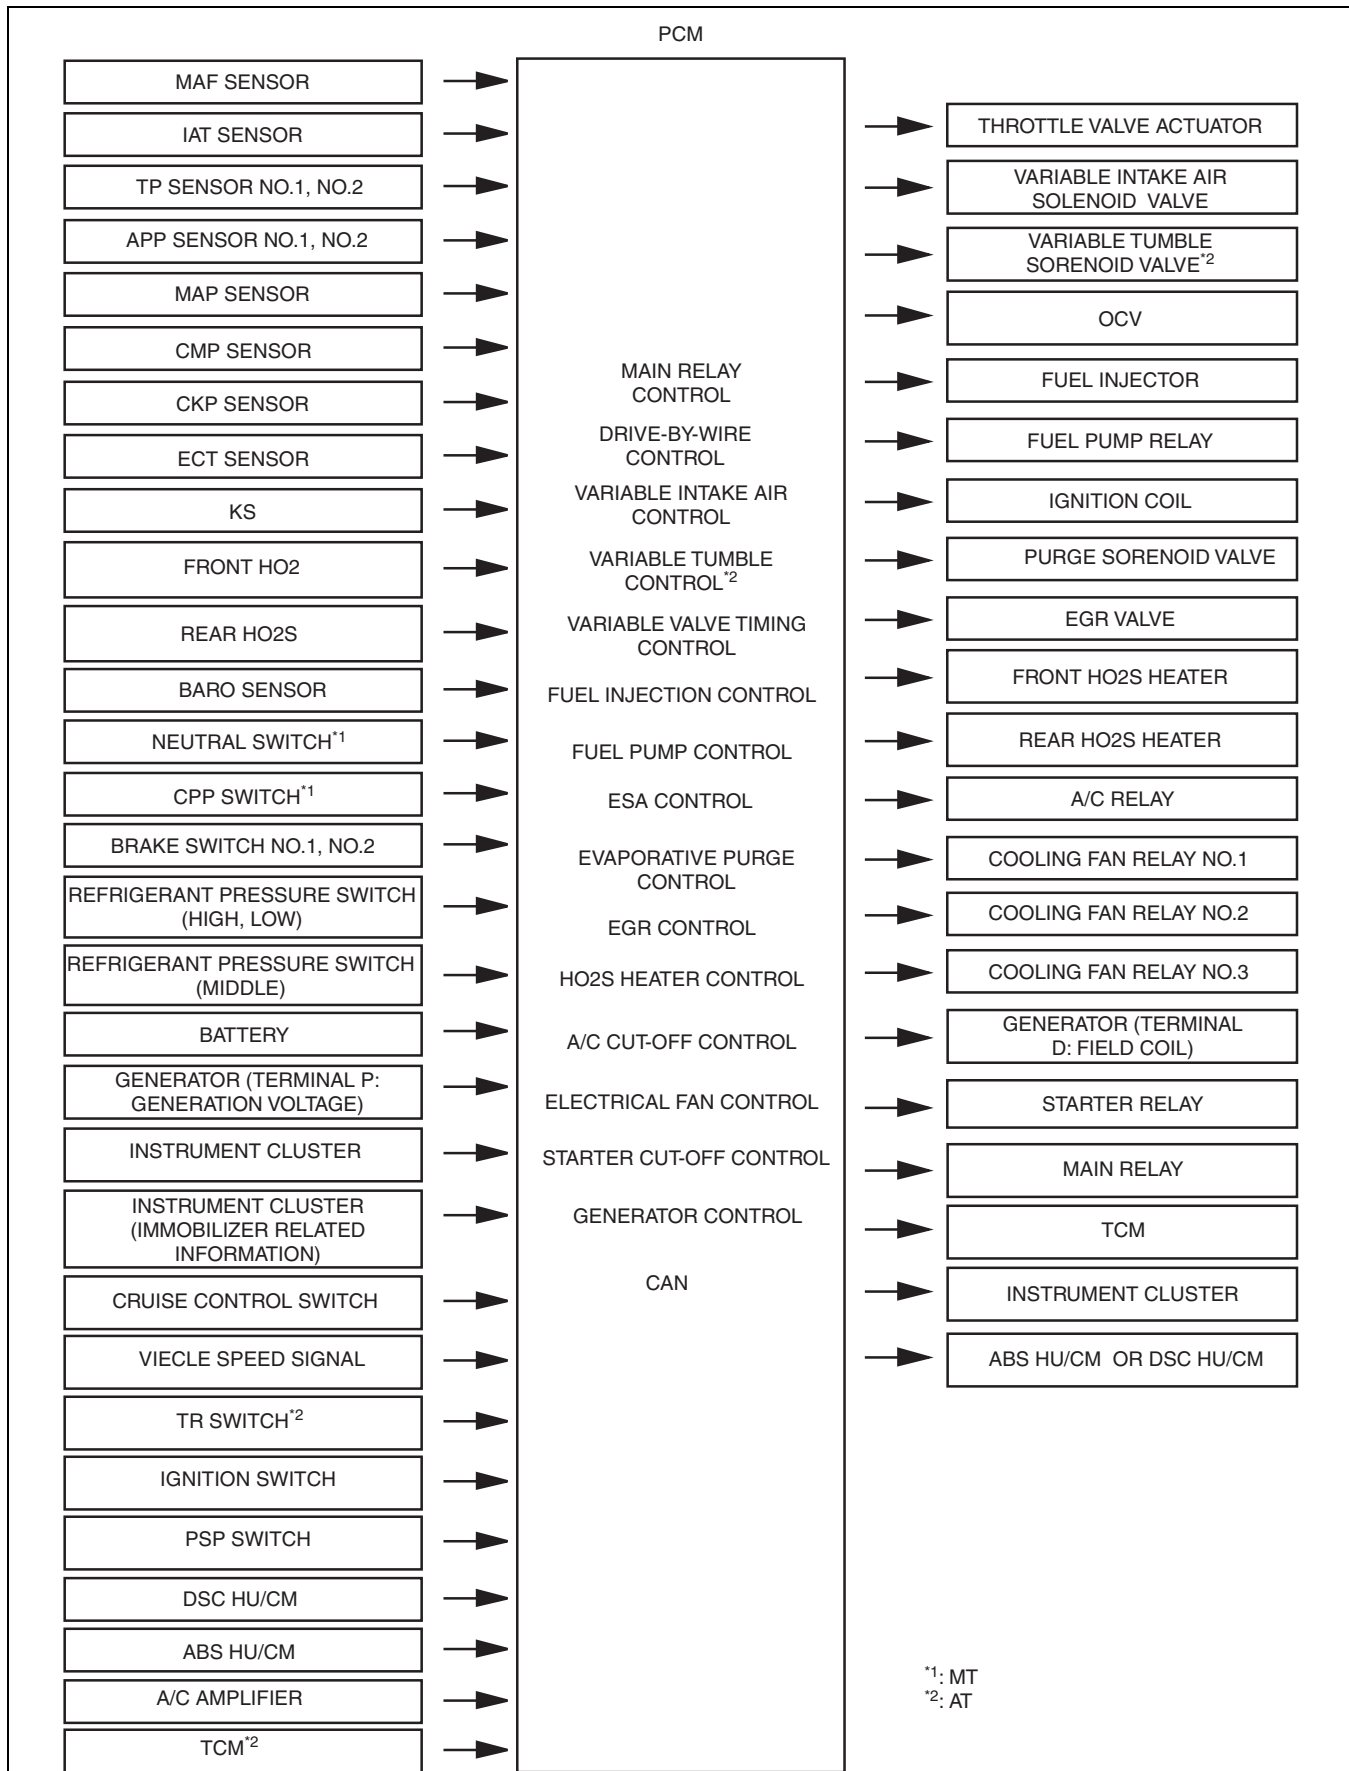 PCM
MAF SENSOR
IAT SENSOR
TP SENSOR NO.1, NO.2
APP SENSOR NO.1, NO.2
MAP SENSOR
CMP SENSOR
CKP SENSOR
ECT SENSOR
KS
FRONT HO2
REAR HO2S
BARO SENSOR
NEUTRAL SWITCH*1
CPP SWITCH*1
BRAKE SWITCH NO.1, NO.2
REFRIGERANT PRESSURE SWITCH
(HIGH, LOW)
REFRIGERANT PRESSURE SWITCH
(MIDDLE)
BATTERY
GENERATOR (TERMINAL P:
GENERATION VOLTAGE)
INSTRUMENT CLUSTER
INSTRUMENT CLUSTER
(IMMOBILIZER RELATED
INFORMATION)
CRUISE CONTROL SWITCH
VIECLE SPEED SIGNAL
TR SWITCH*2
IGNITION SWITCH
PSP SWITCH
DSC HU/CM
ABS HU/CM
A/C AMPLIFIER
TCM*2
MAIN RELAY
CONTROL
DRIVE-BY-WIRE
CONTROL
VARIABLE INTAKE AIR
CONTROL
VARIABLE TUMBLE
CONTROL*2
VARIABLE VALVE TIMING
CONTROL
FUEL INJECTION CONTROL
FUEL PUMP CONTROL
ESA CONTROL
EVAPORATIVE PURGE
CONTROL
EGR CONTROL
HO2S HEATER CONTROL
A/C CUT-OFF CONTROL
ELECTRICAL FAN CONTROL
STARTER CUT-OFF CONTROL
GENERATOR CONTROL
CAN
THROTTLE VALVE ACTUATOR
VARIABLE INTAKE AIR
SOLENOID VALVE
VARIABLE TUMBLE
SORENOID VALVE*2
OCV
FUEL INJECTOR
FUEL PUMP RELAY
IGNITION COIL
PURGE SORENOID VALVE
EGR VALVE
FRONT HO2S HEATER
REAR HO2S HEATER
A/C RELAY
COOLING FAN RELAY NO.1
COOLING FAN RELAY NO.2
COOLING FAN RELAY NO.3
GENERATOR (TERMINAL
D: FIELD COIL)
STARTER RELAY
MAIN RELAY
TCM
INSTRUMENT CLUSTER
ABS HU/CM OR DSC HU/CM
*1: MT
*2: AT